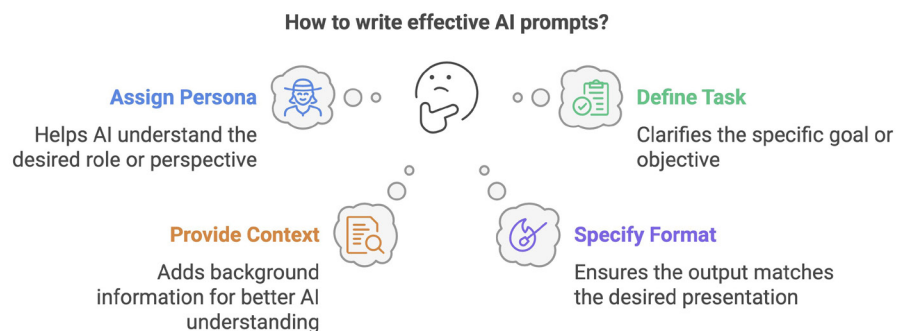 How to write effective AI prompts?
Assign Persona
Helps AI understand the
desired role or perspective
Define Task
Clarifies the specific goal or
objective
Provide Context
Adds background
information for better AI
understanding
Specify Format
Ensures the output matches
the desired presentation